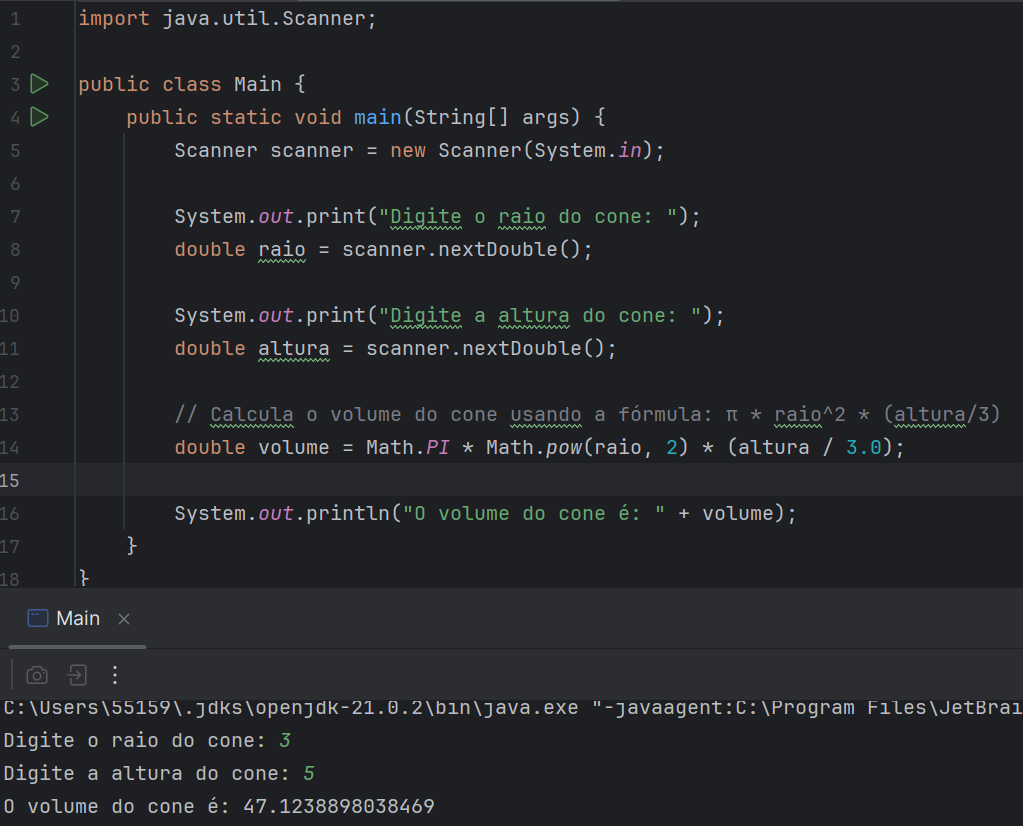 1 import java.util.Scanner;
2
3 public class Main {
4 public static void main(String[] args) {
5 Scanner scanner = new Scanner(System.in);
6
7 System.out.print("Digite o raio do cone: ");
8 double raio = scanner.nextDouble();
9
10 System.out.print("Digite a altura do cone: ");
11 double altura = scanner.nextDouble();
12
13 // Calcula o volume do cone usando a fórmula: π * raio^2 * (altura/3)
14 double volume = Math.PI * Math.pow(raio, 2) * (altura / 3.0);
15
16 System.out.println("O volume do cone é: " + volume);
17 }
18 }
Main
C:\Users\55159\.jdks\openjdk-21.0.2\bin\java.exe "-javaagent:C:\Program Files\JetBrai
Digite o raio do cone: 3
Digite a altura do cone: 5
O volume do cone é: 47.1238898038469